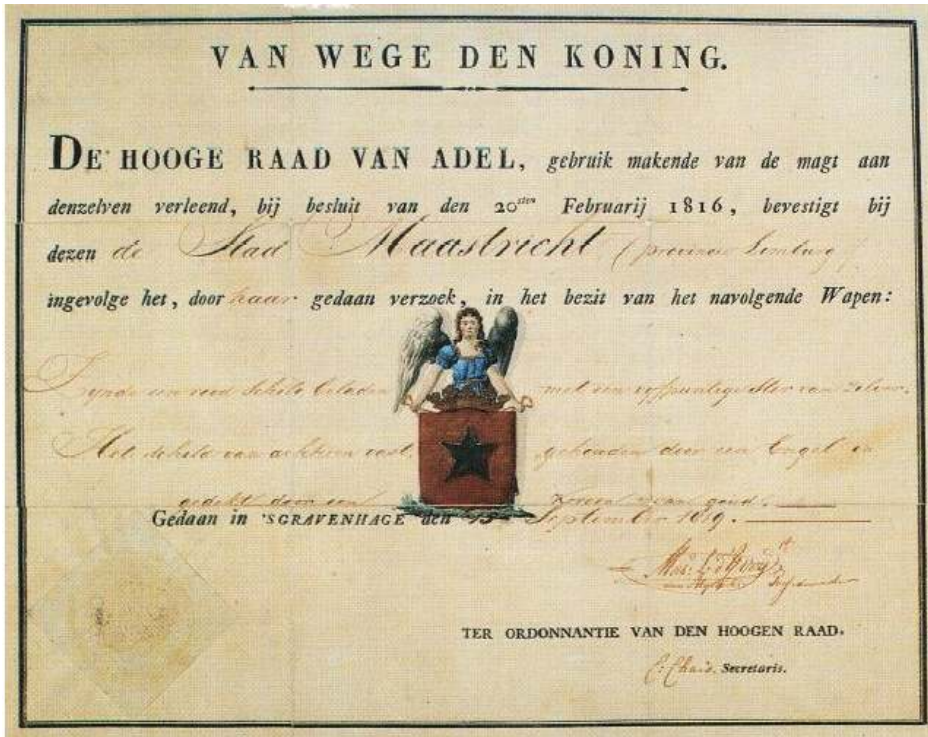 VAN WEGE DEN KONING.
DE HOOGE RAAD VAN ADEL, gebruik makende van de magt aan
denzelven verleend, bij besluit van den 20sten Februarij 1816, bevestigt bij
dezen de Stad Maastricht (provincie Limburg)
ingevolge het, door haar gedaan verzoek, in het bezit van het navolgende Wapen:
Zynde een rood Schild beladen met een vyfpuntige Ster van Zilver.
Het schild van achteren vast gehouden door een Engel en
gedekt door een van goud.
Gedaan in 'SGRAVENHAGE den September 1819.
TER ORDONNANTIE VAN DEN HOOGEN RAAD.
Secretaris.